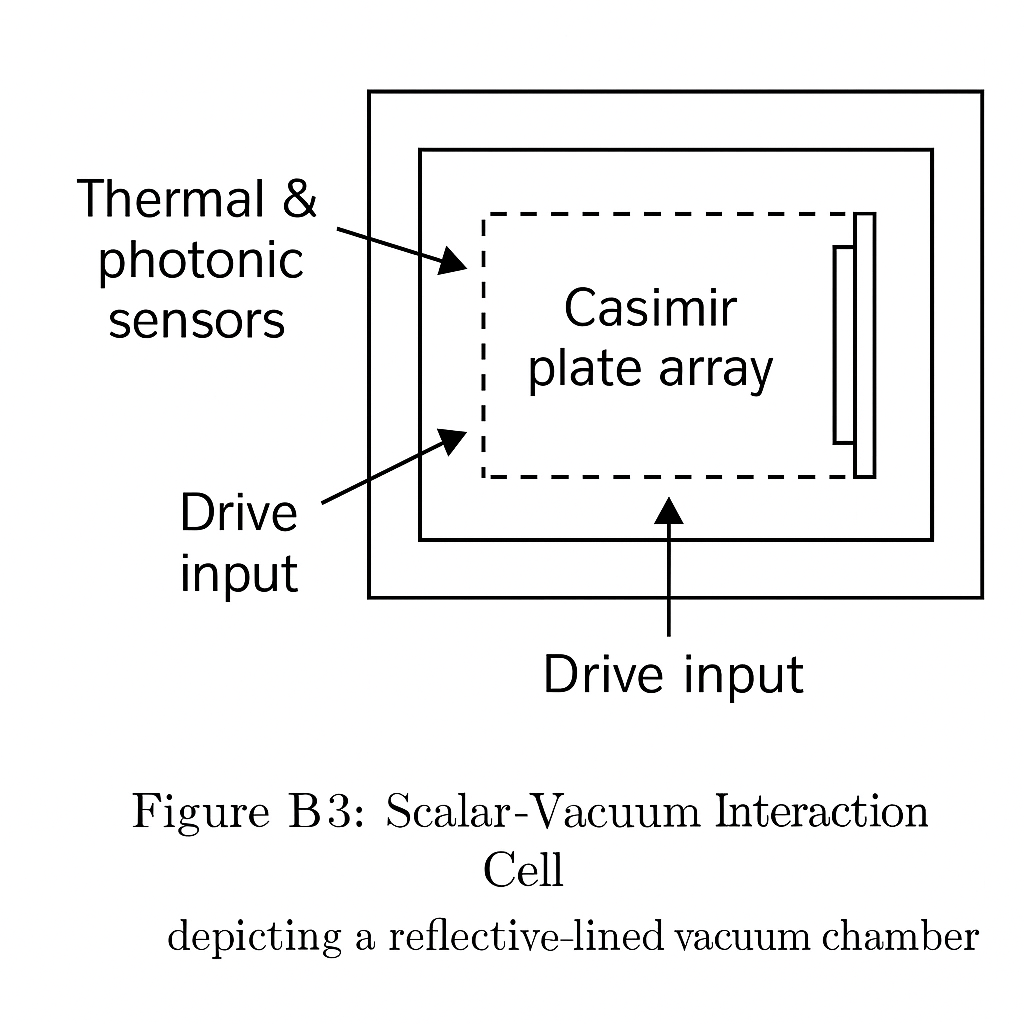 Thermal &
photonic
sensors
Casimir
plate array
Drive
input
Drive input
Figure B3: Scalar-Vacuum Interaction
Cell
depicting a reflective-lined vacuum chamber